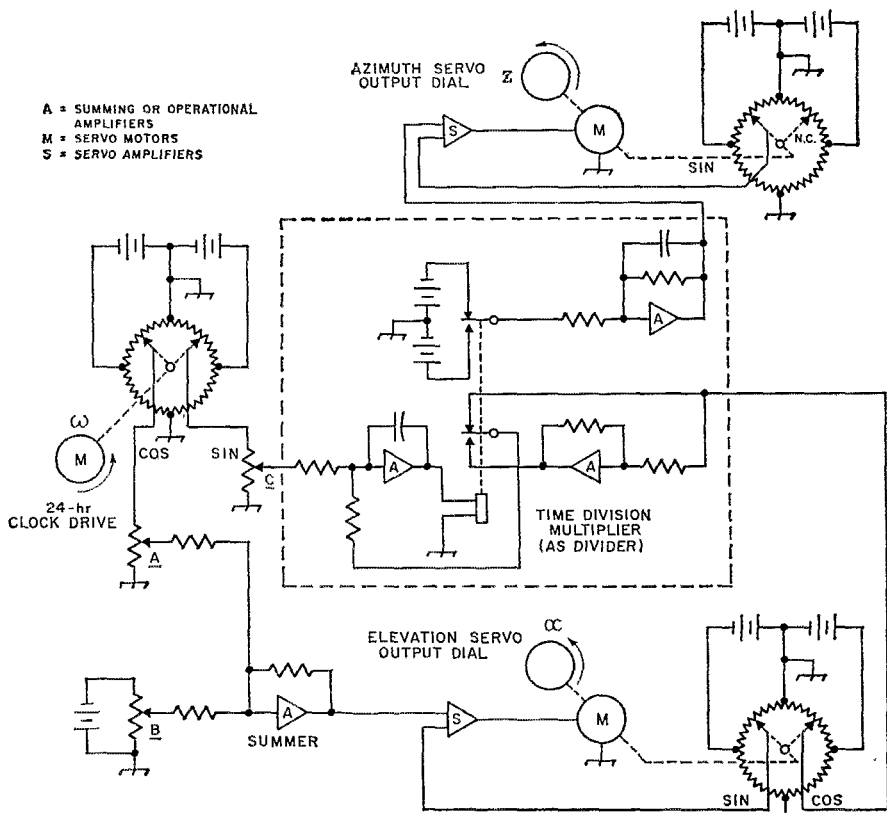 AZIMUTH SERVO
OUTPUT DIAL
Z
A = SUMMING OR OPERATIONAL
AMPLIFIERS
M = SERVO MOTORS
S = SERVO AMPLIFIERS
S
M
SIN
N.C.
A
ω
M
24-hr
CLOCK DRIVE
COS
SIN
C
A
A
TIME DIVISION
MULTIPLIER
(AS DIVIDER)
A
ELEVATION SERVO
OUTPUT DIAL
α
B
A
SUMMER
S
M
SIN
COS